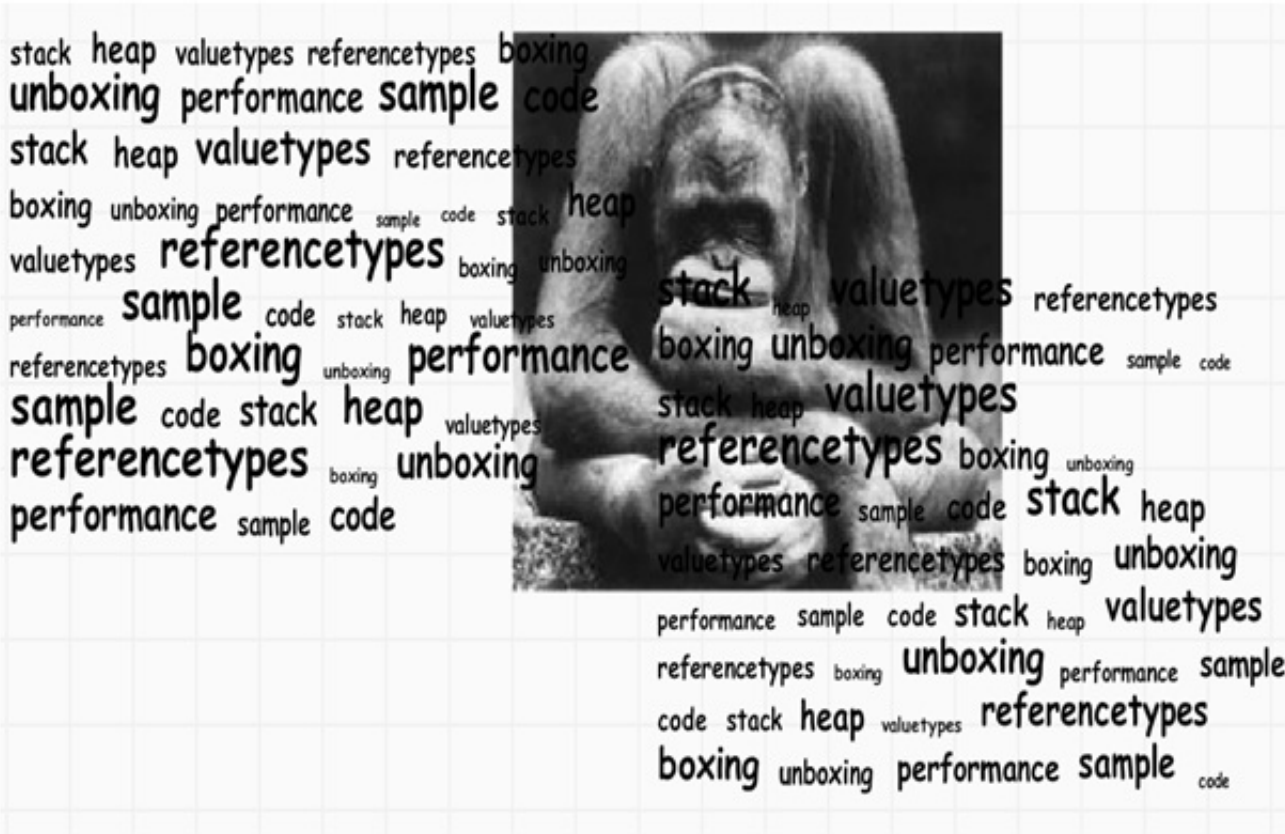 stack heap valuetypes referencetypes boxing
unboxing performance sample code
stack heap valuetypes referencetypes
boxing unboxing performance sample code stack heap
valuetypes referencetypes boxing unboxing
performance sample code stack heap valuetypes
referencetypes boxing unboxing performance
sample code stack heap valuetypes
referencetypes boxing unboxing
performance sample code
stack heap valuetypes referencetypes
boxing unboxing performance sample code
stack heap valuetypes
referencetypes boxing unboxing
performance sample code stack heap
valuetypes referencetypes boxing unboxing
performance sample code stack heap valuetypes
referencetypes boxing unboxing performance sample
code stack heap valuetypes referencetypes
boxing unboxing performance sample code